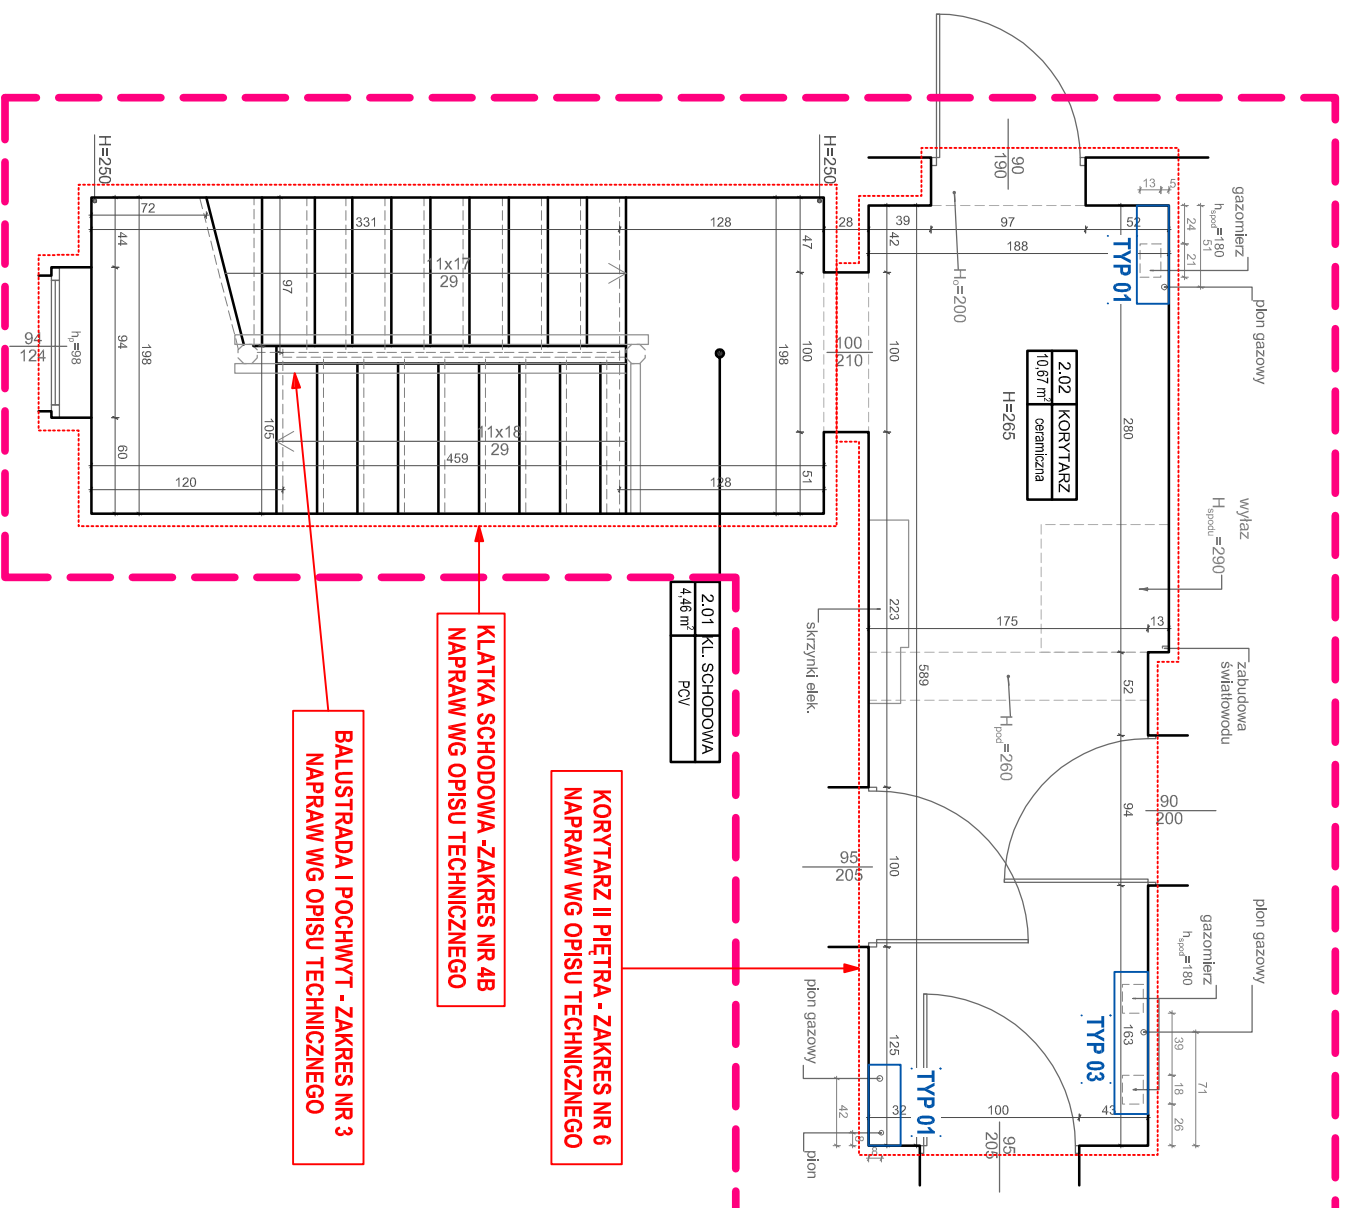 90
190
gazomierz
hspod=180
pion gazowy
13
5
24
51
21
TYP 01
H=250
H=250
72
44
331
128
47
28
39
42
97
52
188
Ho=200
11x17
29
97
94
124
hp=98
94
198
198
100
100
210
100
2.02 KORYTARZ
10,67 m² ceramiczna
H=265
280
wyłaz
Hspodu=290
105
11x18
29
459
60
120
128
51
223
175
13
skrzynki elek.
589
52
zabudowa
światłowodu
Hpod=260
2.01 KL. SCHODOWA
4,46 m² PCV
KLATKA SCHODOWA -ZAKRES NR 4B
NAPRAW WG OPISU TECHNICZNEGO
BALUSTRADA I POCHWYT - ZAKRES NR 3
NAPRAW WG OPISU TECHNICZNEGO
KORYTARZ II PIĘTRA - ZAKRES NR 6
NAPRAW WG OPISU TECHNICZNEGO
90
200
94
95
205
100
gazomierz
hspod=180
pion gazowy
TYP 03
163
39
18
26
71
pion gazowy
125
TYP 01
32
100
43
95
205
42
8
8
pion